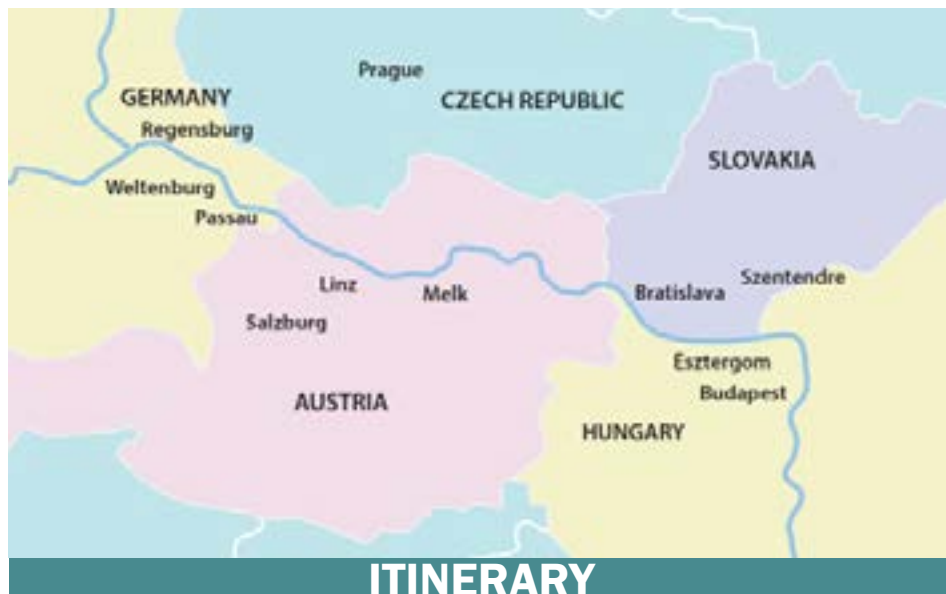 Prague
GERMANY
CZECH REPUBLIC
Regensburg
SLOVAKIA
Weltenburg
Passau
Szentendre
Linz
Melk
Bratislava
Salzburg
Esztergom
Budapest
AUSTRIA
HUNGARY
ITINERARY